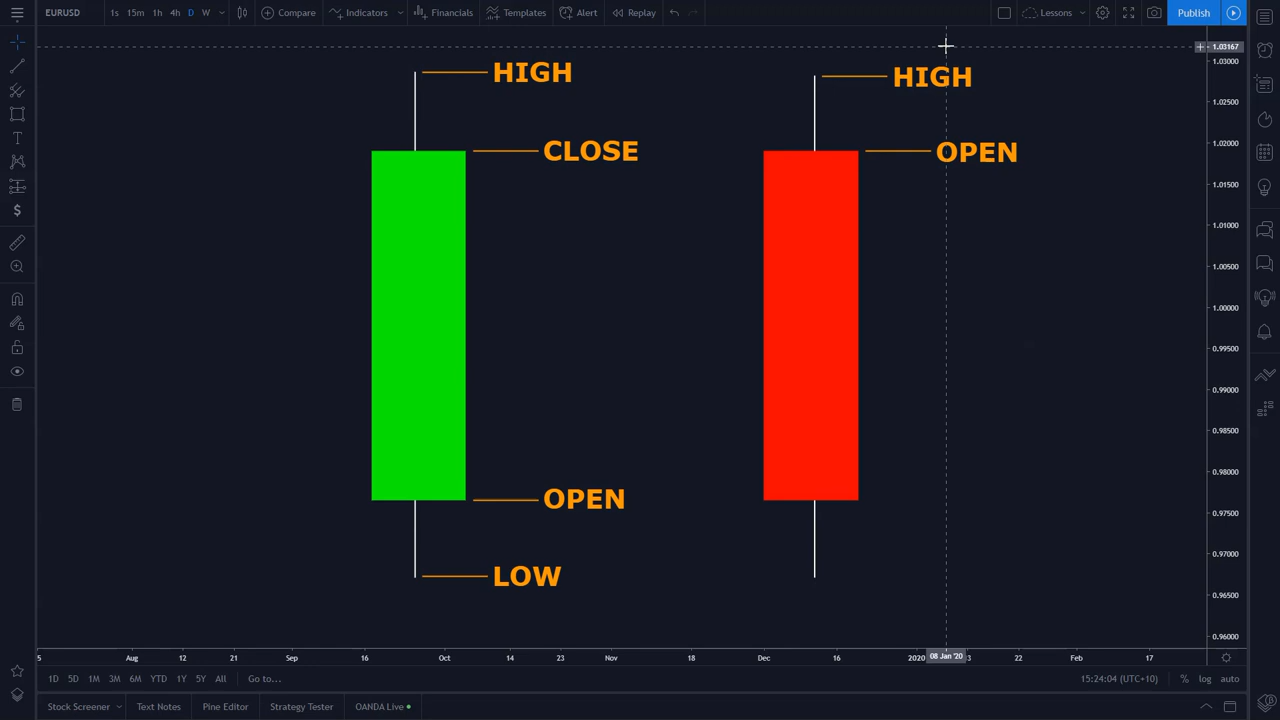 EURUSD 1s 15m 1h 4h D W Compare Indicators Financials Templates Alert Replay Lessons Publish
1.03167
HIGH
HIGH
CLOSE
OPEN
OPEN
LOW
1.03000
1.02500
1.02000
1.01500
1.01000
1.00500
1.00000
0.99500
0.99000
0.98500
0.98000
0.97500
0.97000
0.96500
0.96000
5 Aug 12 21 Sep 16 Oct 14 23 Nov 18 Dec 16 2020 08 Jan '20 3 22 Feb 17
1D 5D 1M 3M 6M YTD 1Y 5Y All Go to... 15:24:04 (UTC+10) % log auto
Stock Screener Text Notes Pine Editor Strategy Tester OANDA Live